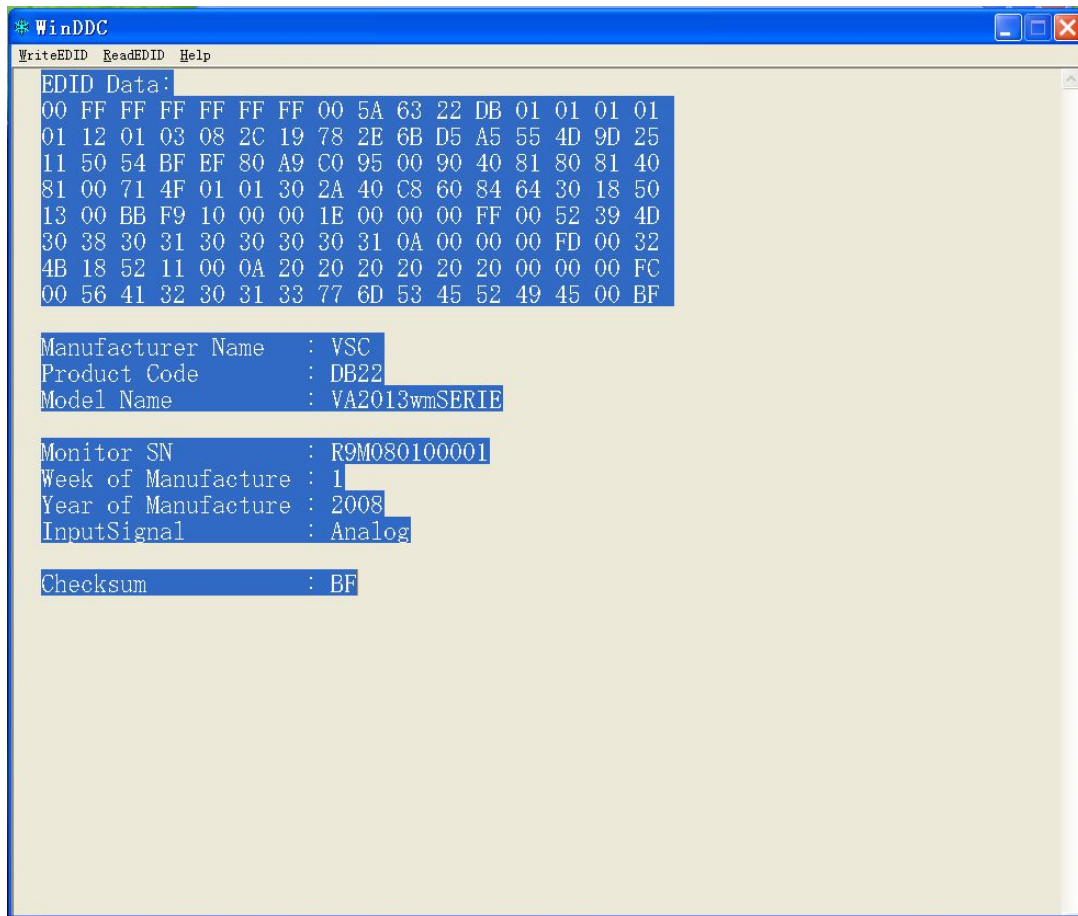 WinDDC
WriteEDID ReadEDID Help
EDID Data:
00 FF FF FF FF FF FF 00 5A 63 22 DB 01 01 01 01
01 12 01 03 08 2C 19 78 2E 6B D5 A5 55 4D 9D 25
11 50 54 BF EF 80 A9 C0 95 00 90 40 81 80 81 40
81 00 71 4F 01 01 30 2A 40 C8 60 84 64 30 18 50
13 00 BB F9 10 00 00 1E 00 00 00 FF 00 52 39 4D
30 38 30 31 30 30 30 30 31 0A 00 00 00 FD 00 32
4B 18 52 11 00 0A 20 20 20 20 20 20 00 00 00 FC
00 56 41 32 30 31 33 77 6D 53 45 52 49 45 00 BF
Manufacturer Name : VSC
Product Code : DB22
Model Name : VA2013wmSERIE
Monitor SN : R9M080100001
Week of Manufacture : 1
Year of Manufacture : 2008
InputSignal : Analog
Checksum : BF